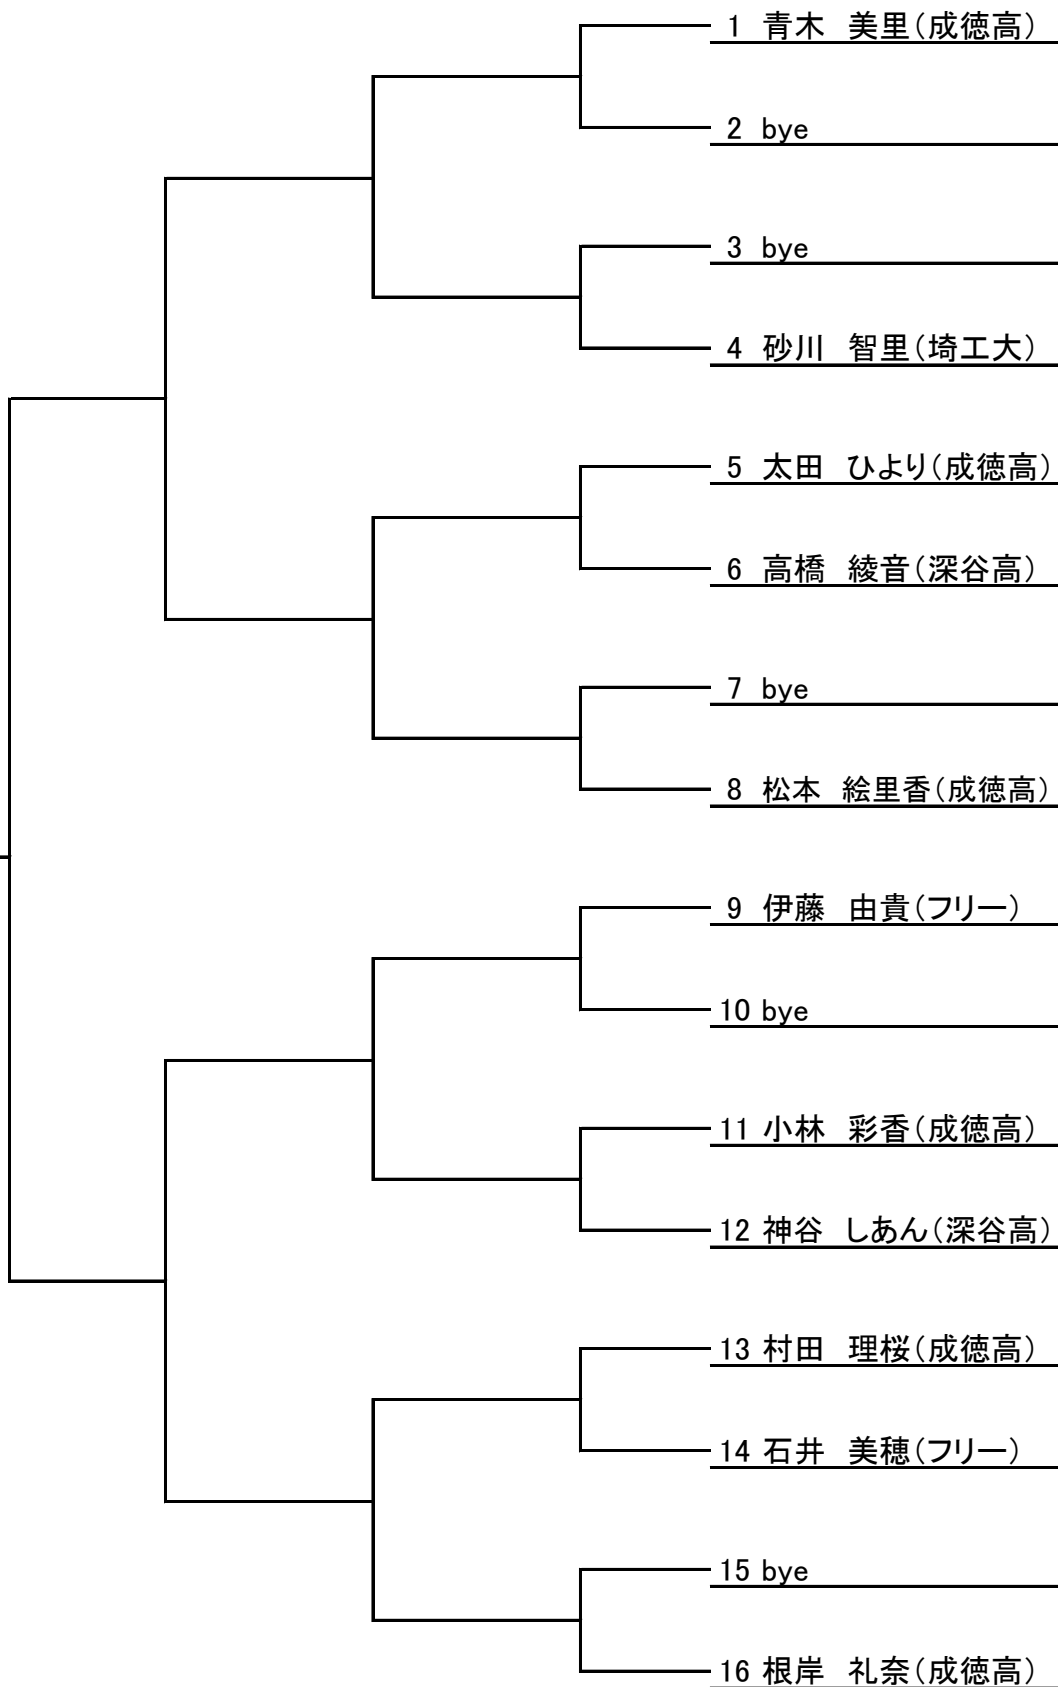 1 青木　美里(成徳高)
2 bye
3 bye
4 砂川　智里(埼工大)
5 太田　ひより(成徳高)
6 高橋　綾音(深谷高)
7 bye
8 松本　絵里香(成徳高)
9 伊藤　由貴(フリー)
10 bye
11 小林　彩香(成徳高)
12 神谷　しあん(深谷高)
13 村田　理桜(成徳高)
14 石井　美穂(フリー)
15 bye
16 根岸　礼奈(成徳高)